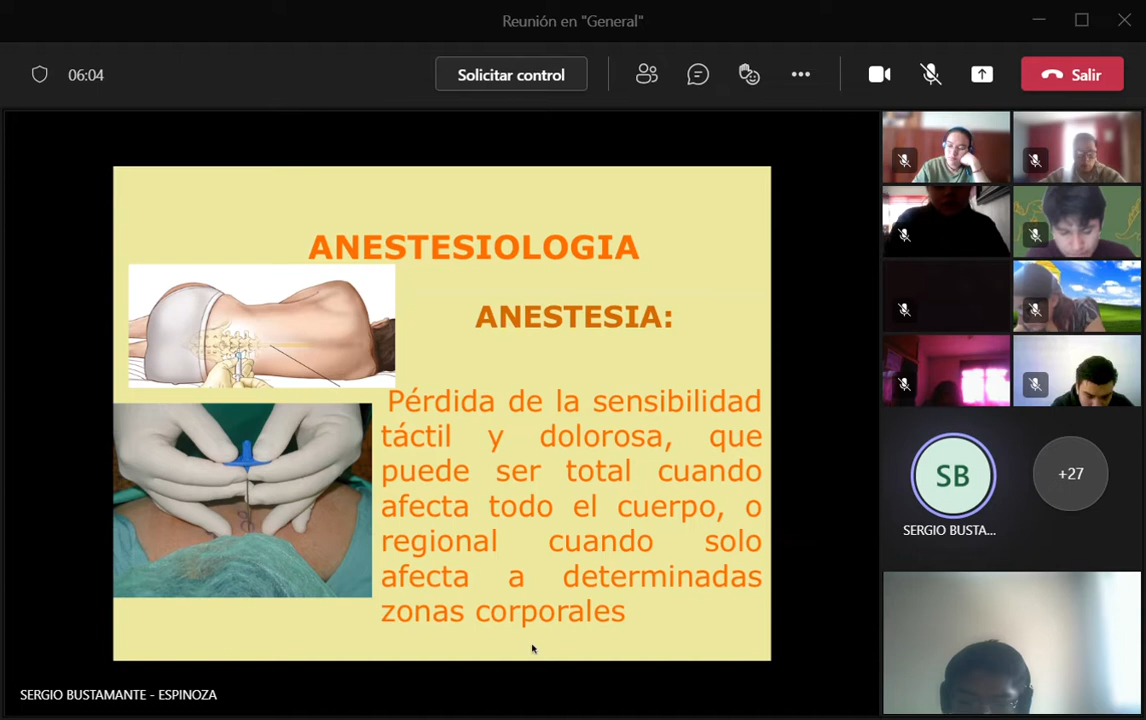 Reunión en "General"
06:04
Solicitar control
Salir
ANESTESIOLOGIA
ANESTESIA:
Pérdida de la sensibilidad
táctil y dolorosa, que
puede ser total cuando
afecta todo el cuerpo, o
regional cuando solo
afecta a determinadas
zonas corporales
SB
+27
SERGIO BUSTA...
SERGIO BUSTAMANTE - ESPINOZA